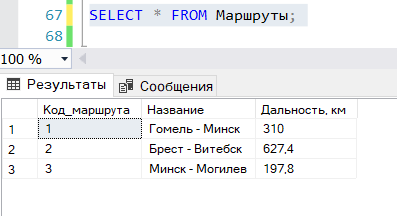 67 SELECT * FROM Маршруты;
68
100 %
Результаты Сообщения
Код_маршрута Название Дальность, км
1 1 Гомель - Минск 310
2 2 Брест - Витебск 627,4
3 3 Минск - Могилев 197,8